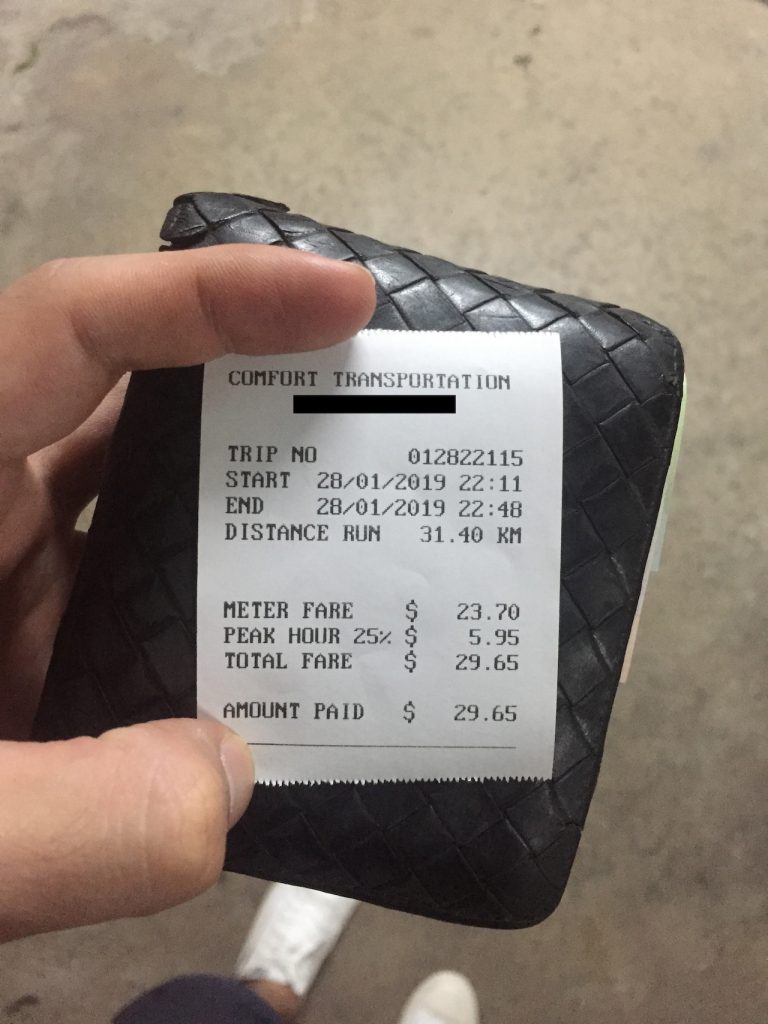 COMFORT TRANSPORTATION
TRIP NO 012822115
START 28/01/2019 22:11
END 28/01/2019 22:48
DISTANCE RUN 31.40 KM
METER FARE $ 23.70
PEAK HOUR 25% $ 5.95
TOTAL FARE $ 29.65
AMOUNT PAID $ 29.65